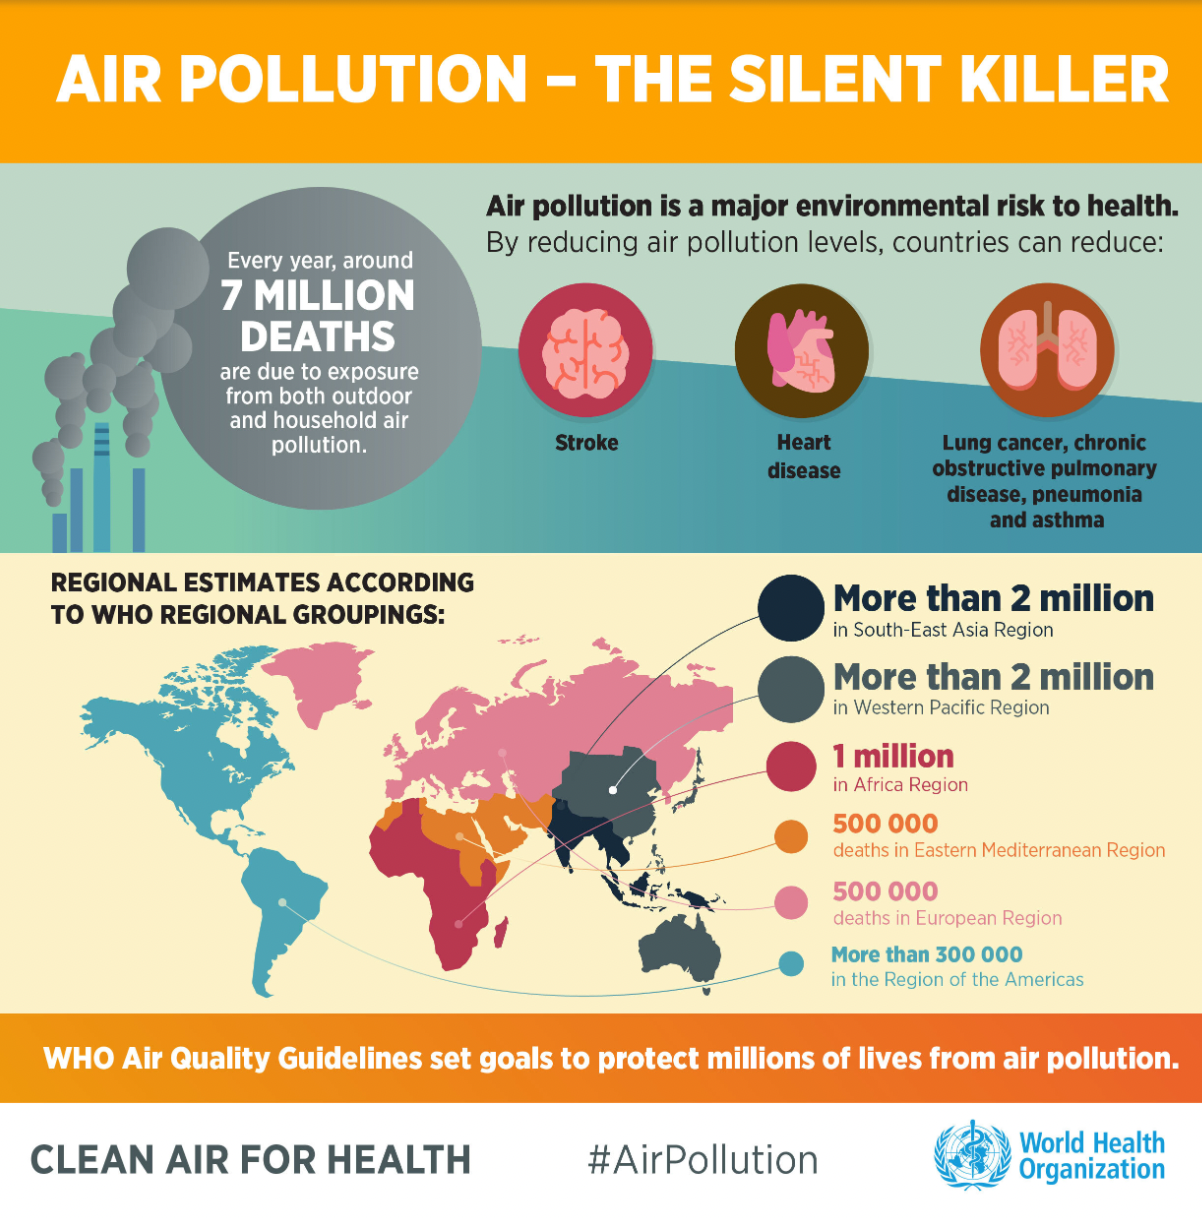 AIR POLLUTION – THE SILENT KILLER
Every year, around
7 MILLION
DEATHS
are due to exposure
from both outdoor
and household air
pollution.
Air pollution is a major environmental risk to health.
By reducing air pollution levels, countries can reduce:
Stroke
Heart
disease
Lung cancer, chronic
obstructive pulmonary
disease, pneumonia
and asthma
REGIONAL ESTIMATES ACCORDING
TO WHO REGIONAL GROUPINGS:
More than 2 million
in South-East Asia Region
More than 2 million
in Western Pacific Region
1 million
in Africa Region
500 000
deaths in Eastern Mediterranean Region
500 000
deaths in European Region
More than 300 000
in the Region of the Americas
WHO Air Quality Guidelines set goals to protect millions of lives from air pollution.
CLEAN AIR FOR HEALTH
#AirPollution
World Health
Organization